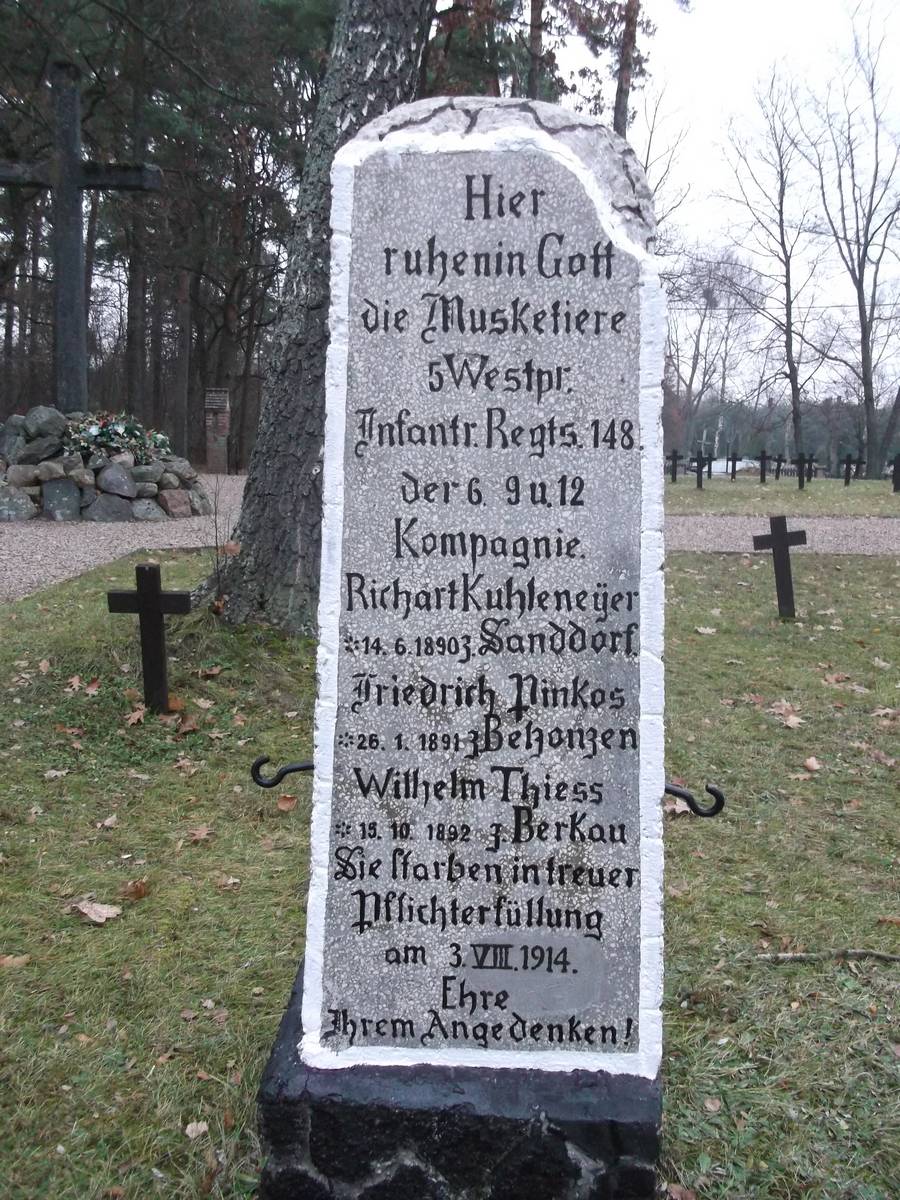 Hier
ruhen in Gott
die Musketiere
5 Westpr.
Infantr. Regts. 148.
der 6. 9 u. 12
Kompagnie.
Richart Kuhleneÿer
*14. 6. 1890 z. Sanddorf.
Friedrich Pinkos
*26. 1. 1891 z Behonzen
Wilhelm Thiess
*15. 10. 1892 z. Berkau
Sie starben in treuer
Pflichterfüllung
am 3. VIII. 1914.
Ehre
Ihrem Angedenken!